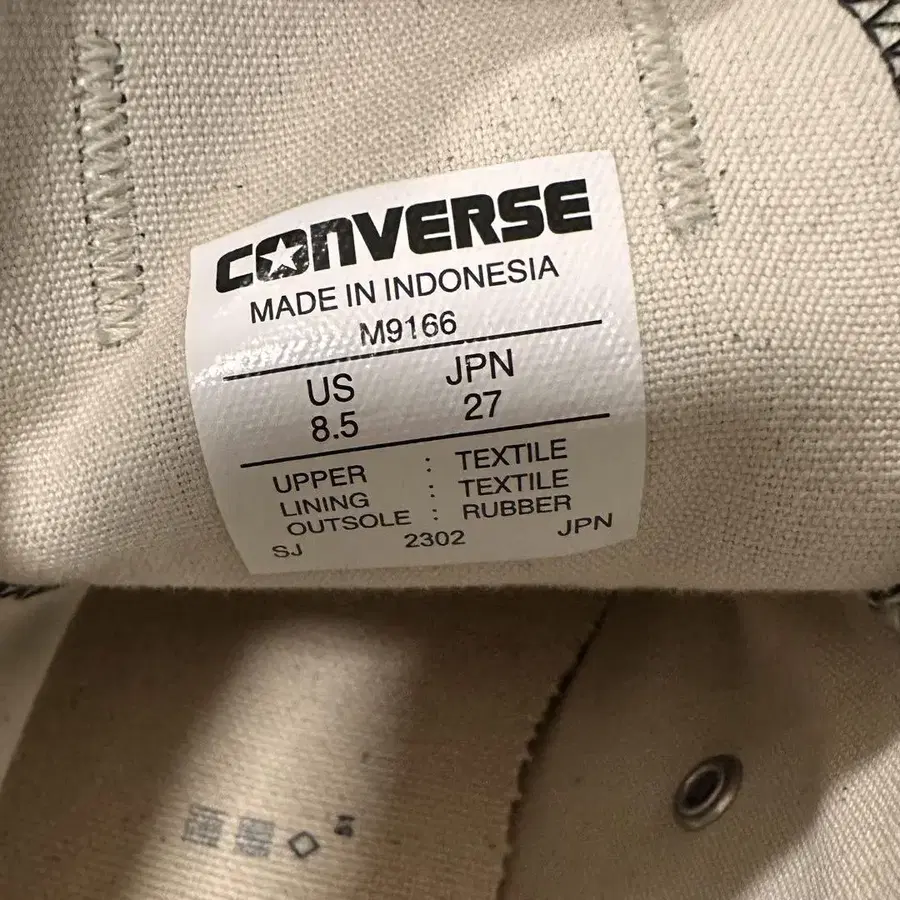 CONVERSE
MADE IN INDONESIA
M9166
US JPN
8.5 27
UPPER : TEXTILE
LINING : TEXTILE
OUTSOLE : RUBBER
SJ 2302 JPN